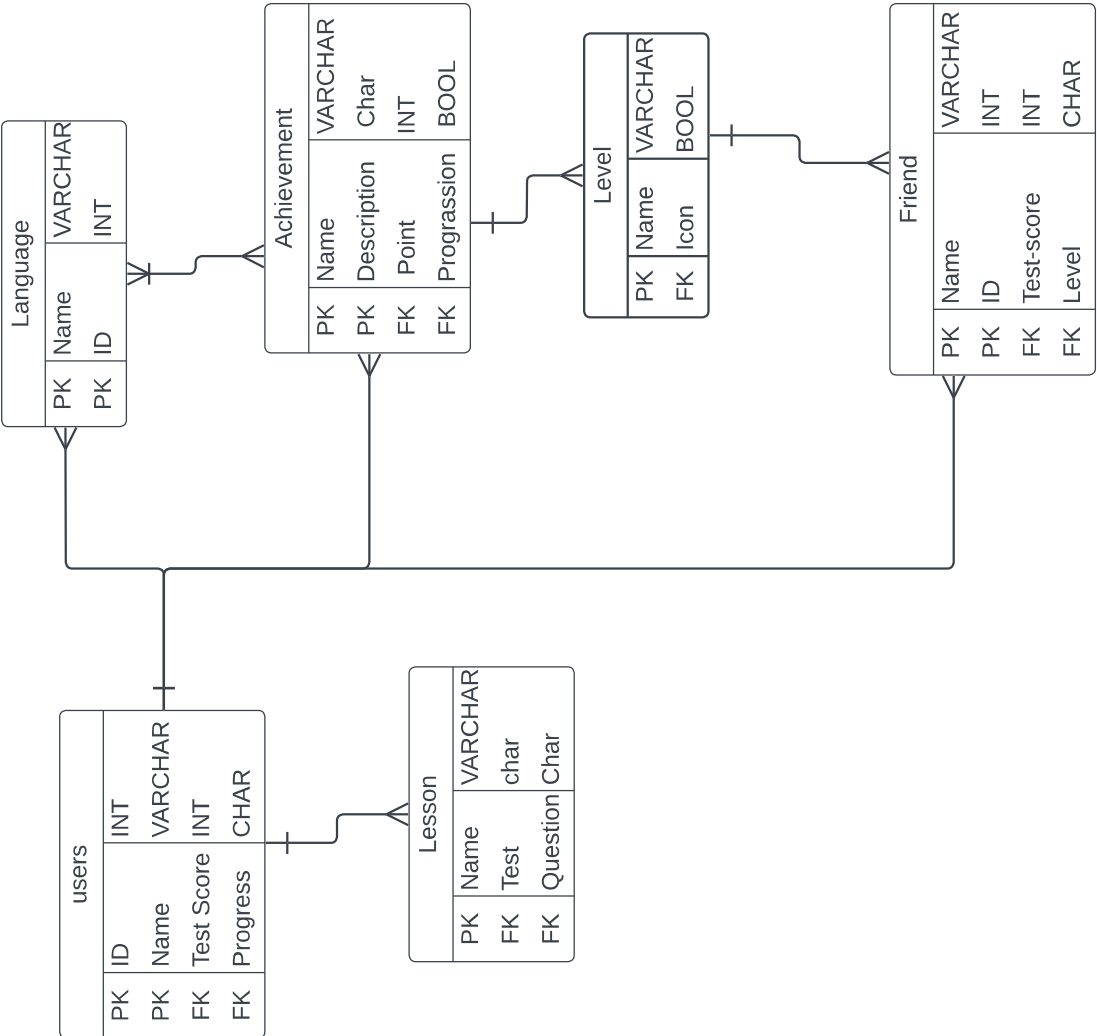 Language
PK Name VARCHAR
PK ID INT
Achievement
PK Name VARCHAR
PK Description Char
FK Point INT
FK Prograssion BOOL
Level
PK Name VARCHAR
FK Icon BOOL
Friend
PK Name VARCHAR
PK ID INT
FK Test-score INT
FK Level CHAR
users
PK ID INT
PK Name VARCHAR
FK Test Score INT
FK Progress CHAR
Lesson
PK Name VARCHAR
FK Test char
FK Question Char